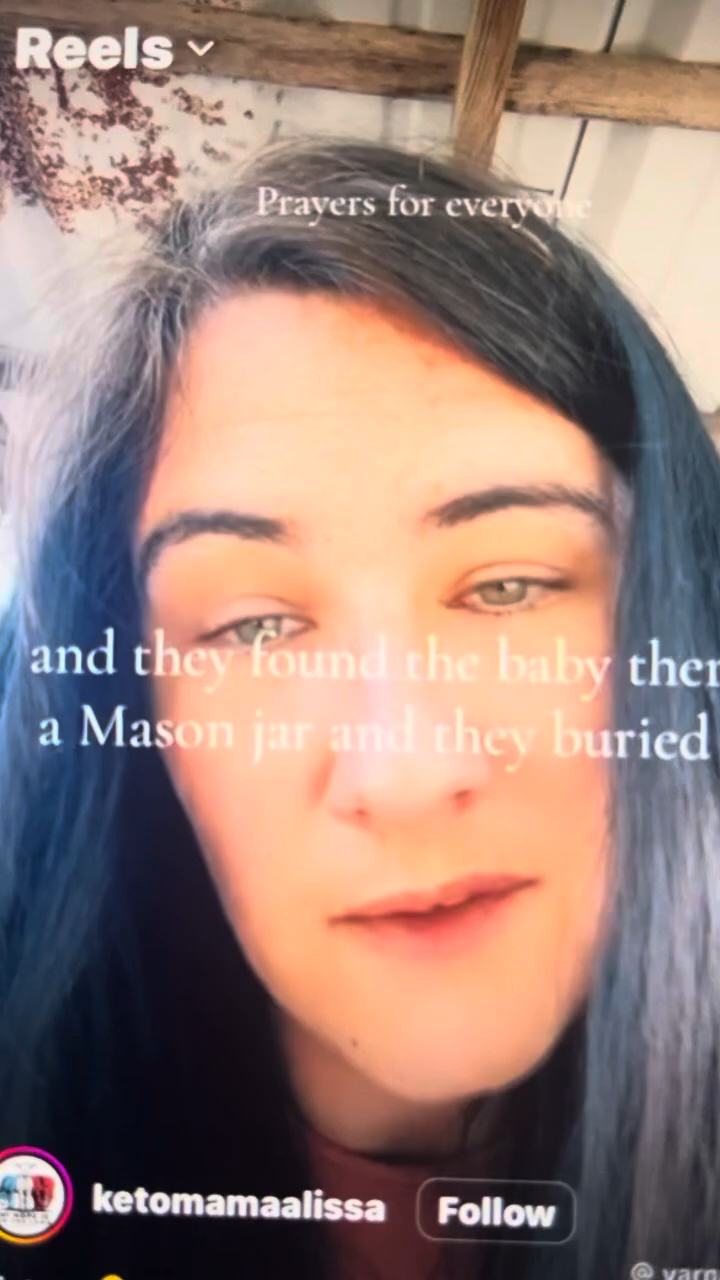 Reels
Prayers for everyone
and they found the baby ther
a Mason jar and they buried
ketomamaalissa
Follow